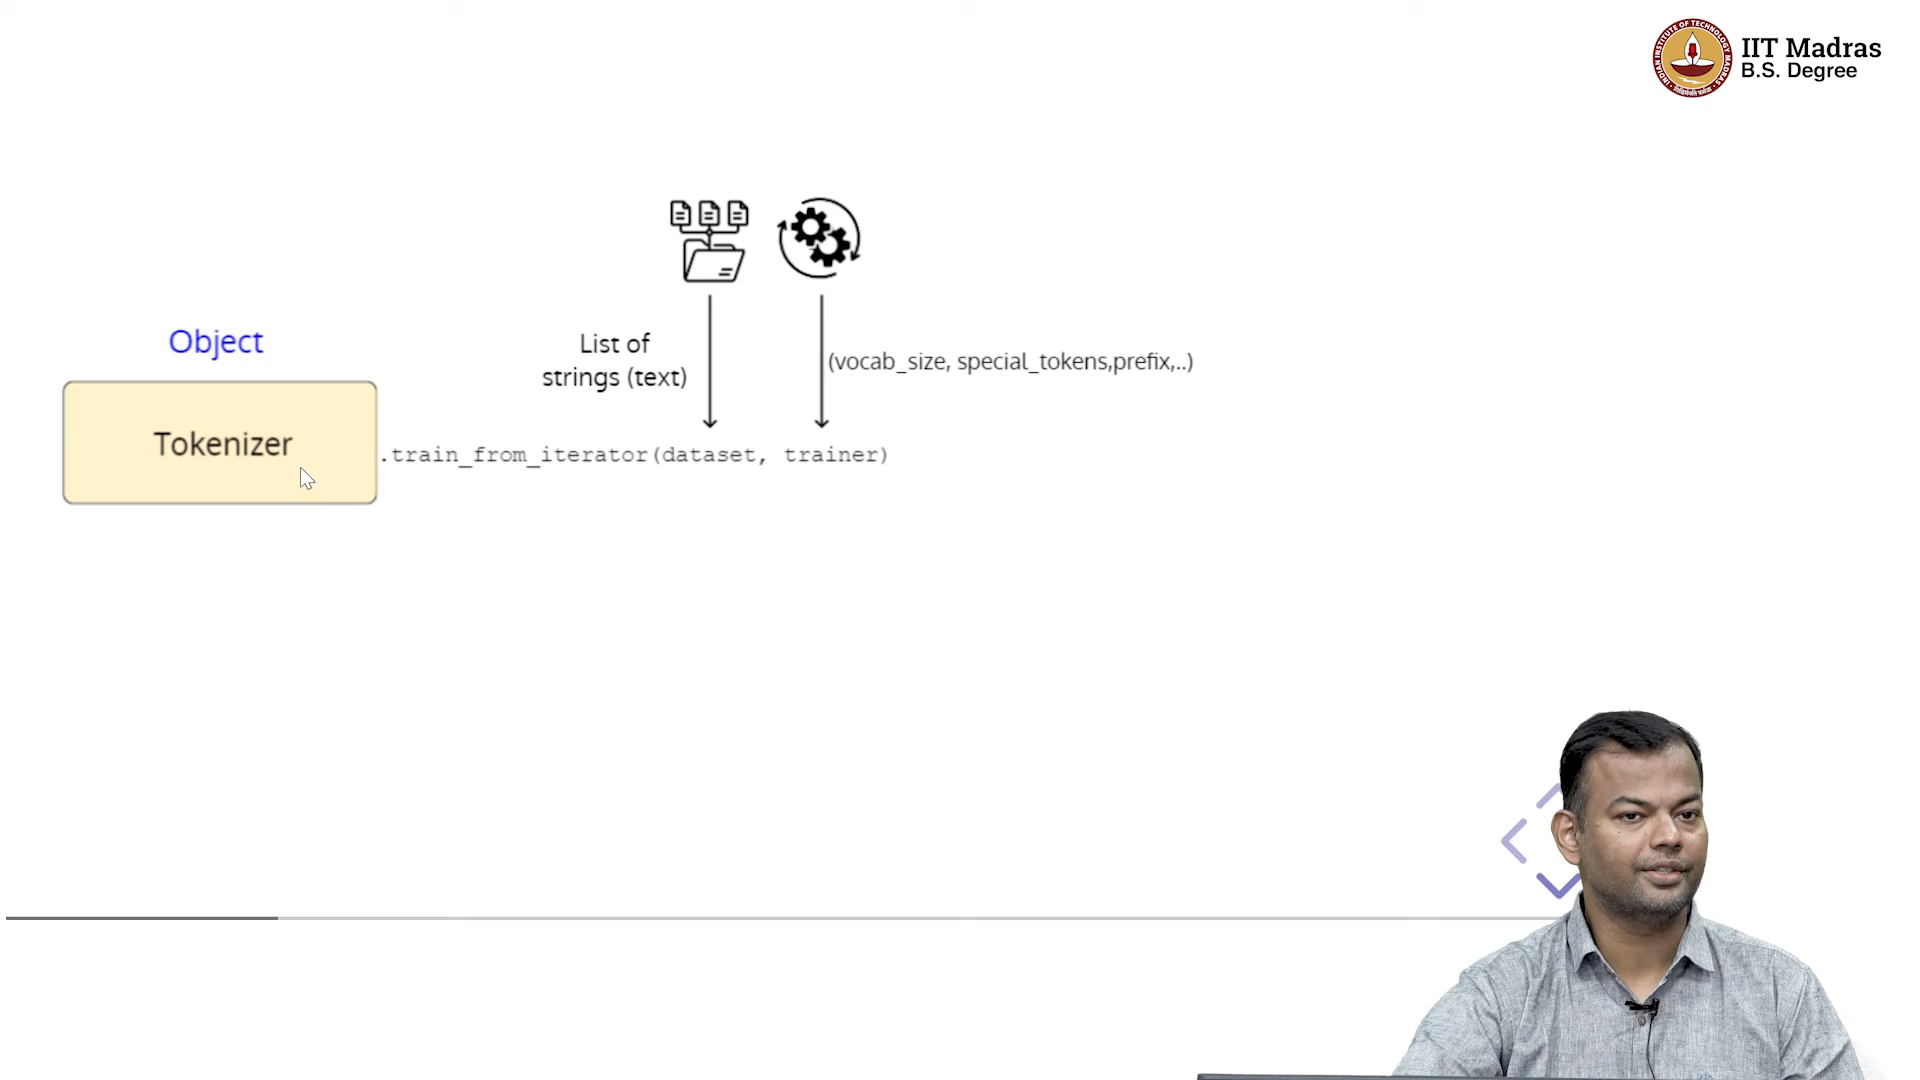 IIT Madras
B.S. Degree
Object
List of
strings (text)
(vocab_size, special_tokens,prefix,..)
Tokenizer
.train_from_iterator(dataset, trainer)